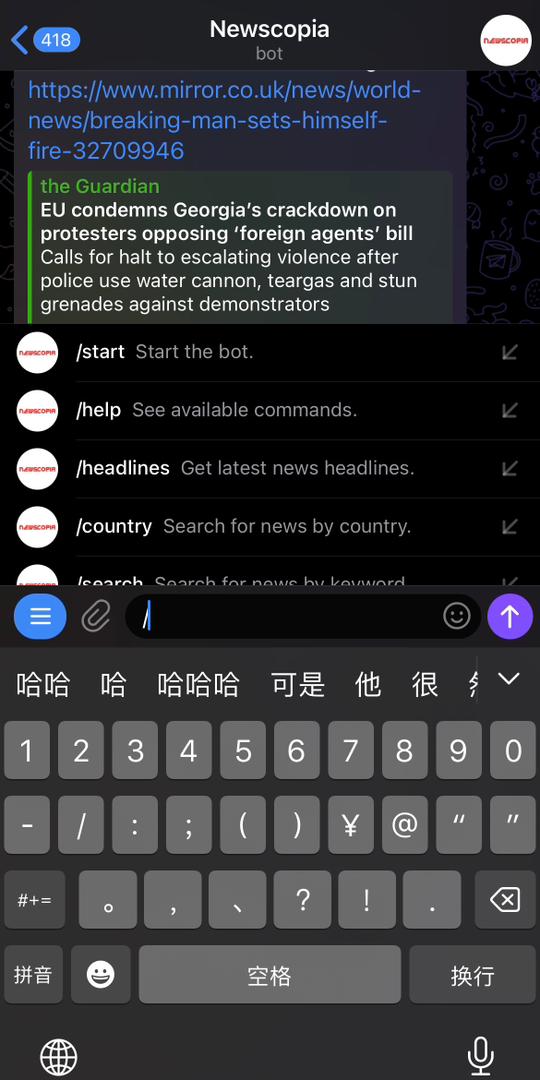 418
Newscopia
bot
NEWSCOPIA
https://www.mirror.co.uk/news/world-
news/breaking-man-sets-himself-
fire-32709946
the Guardian
EU condemns Georgia’s crackdown on
protesters opposing ‘foreign agents’ bill
Calls for halt to escalating violence after
police use water cannon, teargas and stun
grenades against demonstrators
NEWSCOPIA /start Start the bot.
NEWSCOPIA /help See available commands.
NEWSCOPIA /headlines Get latest news headlines.
NEWSCOPIA /country Search for news by country.
NEWSCOPIA /search Search for news by keyword
/
哈哈 哈 哈哈哈 可是 他 很
1 2 3 4 5 6 7 8 9 0
- / : ; ( ) ¥ @ “ ”
#+= 。 , 、 ? ! .
拼音 空格 换行